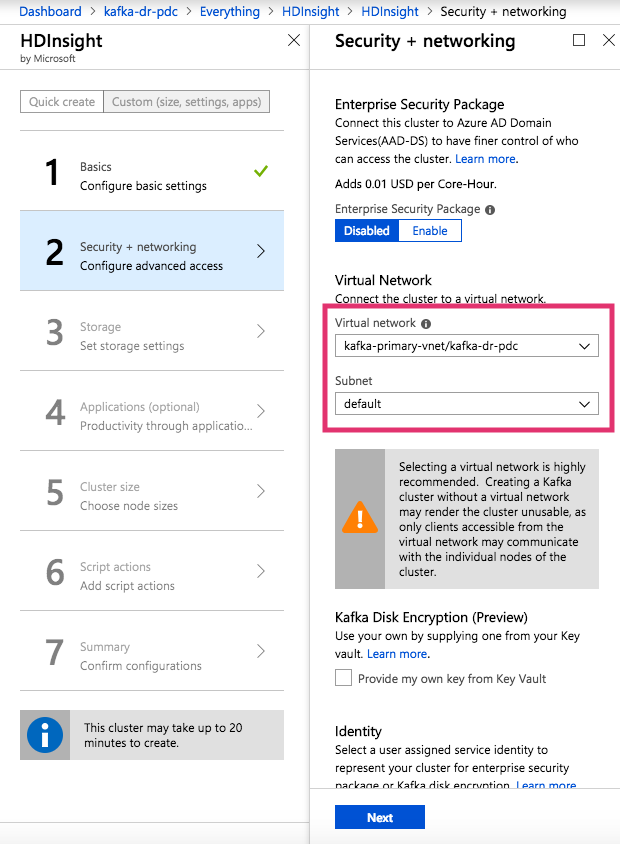 Dashboard > kafka-dr-pdc > Everything > HDInsight > HDInsight > Security + networking
HDInsight
by Microsoft
Quick create
Custom (size, settings, apps)
1
Basics
Configure basic settings
2
Security + networking
Configure advanced access
3
Storage
Set storage settings
4
Applications (optional)
Productivity through applicatio...
5
Cluster size
Choose node sizes
6
Script actions
Add script actions
7
Summary
Confirm configurations
This cluster may take up to 20
minutes to create.
Security + networking
Enterprise Security Package
Connect this cluster to Azure AD Domain
Services(AAD-DS) to have finer control of who
can access the cluster. Learn more.
Adds 0.01 USD per Core-Hour.
Enterprise Security Package
Disabled
Enable
Virtual Network
Connect the cluster to a virtual network.
Virtual network
kafka-primary-vnet/kafka-dr-pdc
Subnet
default
Selecting a virtual network is highly
recommended. Creating a Kafka
cluster without a virtual network
may render the cluster unusable, as
only clients accessible from the
virtual network may communicate
with the individual nodes of the
cluster.
Kafka Disk Encryption (Preview)
Use your own by supplying one from your Key
vault. Learn more.
Provide my own key from Key Vault
Identity
Select a user assigned service identity to
represent your cluster for enterprise security
package or Kafka disk encryption. Learn more
Next